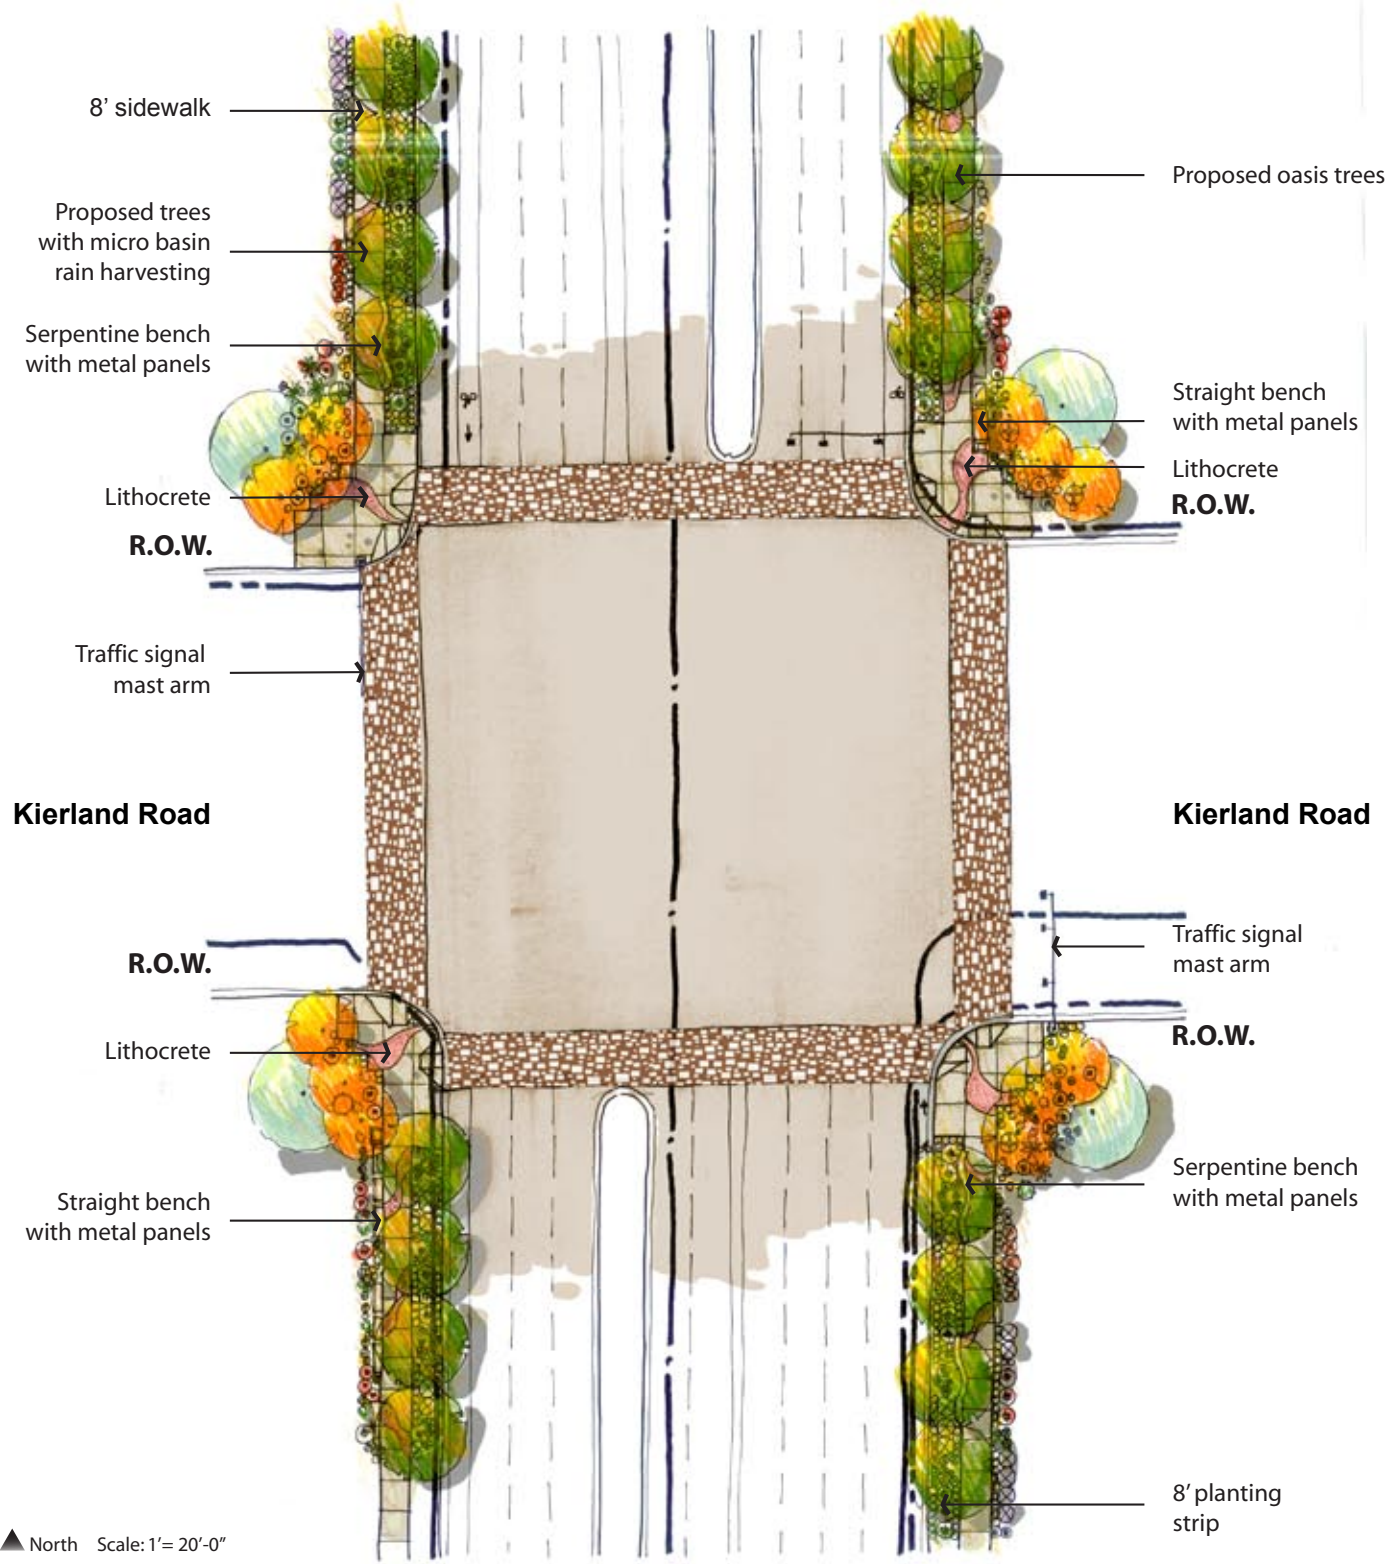 8’ sidewalk
Proposed trees
with micro basin
rain harvesting
Serpentine bench
with metal panels
Lithocrete
R.O.W.
Traffic signal
mast arm
Kierland Road
R.O.W.
Lithocrete
Straight bench
with metal panels
North Scale: 1’= 20’-0”
Proposed oasis trees
Straight bench
with metal panels
Lithocrete
R.O.W.
Kierland Road
Traffic signal
mast arm
R.O.W.
Serpentine bench
with metal panels
8’ planting
strip